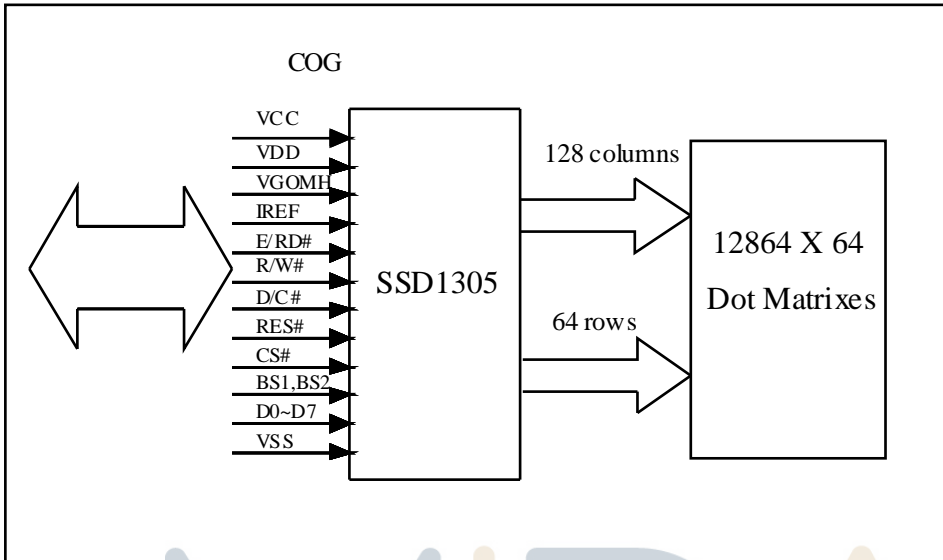 COG
VCC
VDD
VGOMH
IREF
E/RD#
R/W#
D/C#
RES#
CS#
BS1,BS2
D0~D7
VSS
SSD1305
128 columns
64 rows
12864 X 64
Dot Matrixes